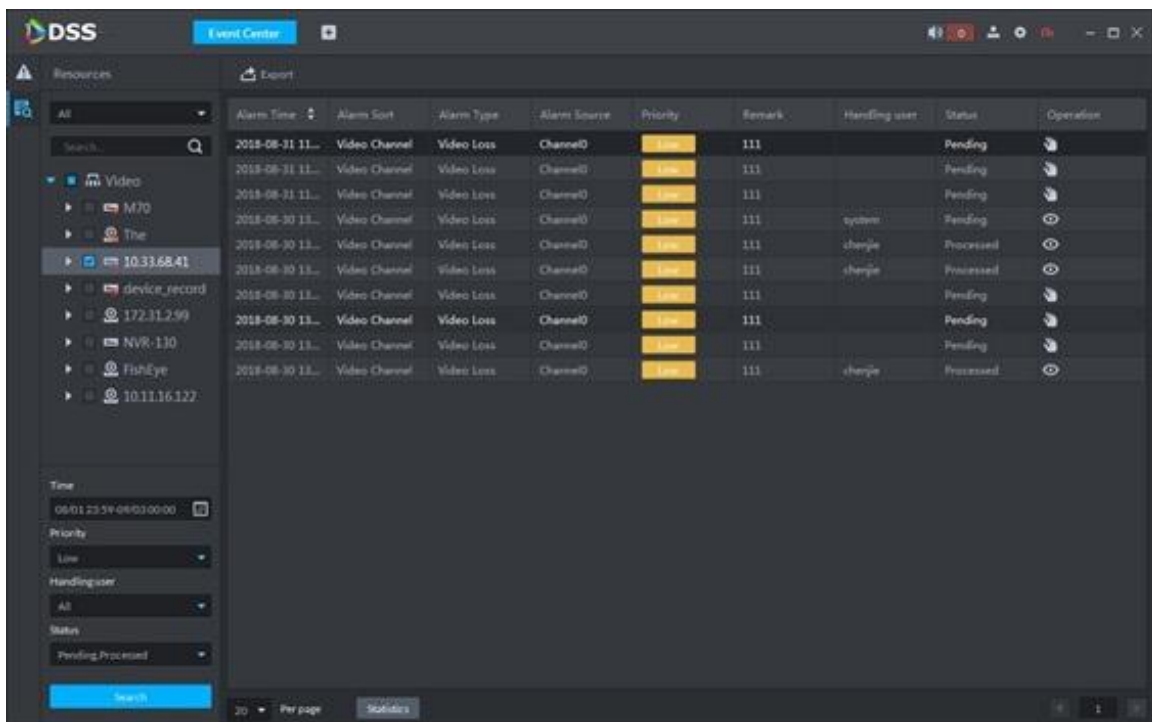 DSS Event Center 0
Resources Export
All
Alarm Time Alarm Sort Alarm Type Alarm Source Priority Remark Handling user Status Operation
Search...
2018-08-31 11... Video Channel Video Loss Channel0 Low 111 Pending
2018-08-31 11... Video Channel Video Loss Channel0 Low 111 Pending
2018-08-31 11... Video Channel Video Loss Channel0 Low 111 Pending
2018-08-30 13... Video Channel Video Loss Channel0 Low 111 system Pending
2018-08-30 13... Video Channel Video Loss Channel0 Low 111 chenjie Processed
2018-08-30 13... Video Channel Video Loss Channel0 Low 111 chenjie Processed
2018-08-30 13... Video Channel Video Loss Channel0 Low 111 Pending
2018-08-30 13... Video Channel Video Loss Channel0 Low 111 Pending
2018-08-30 13... Video Channel Video Loss Channel0 Low 111 Pending
2018-08-30 13... Video Channel Video Loss Channel0 Low 111 chenjie Processed
Video
M70
The
10.33.68.41
device_record
172.31.2.99
NVR-130
FishEye
10.11.16.122
Time
08/01 23:59-09/03 00:00
Priority
Low
Handling user
All
Status
Pending,Processed
Search
20 Per page Statistics 1